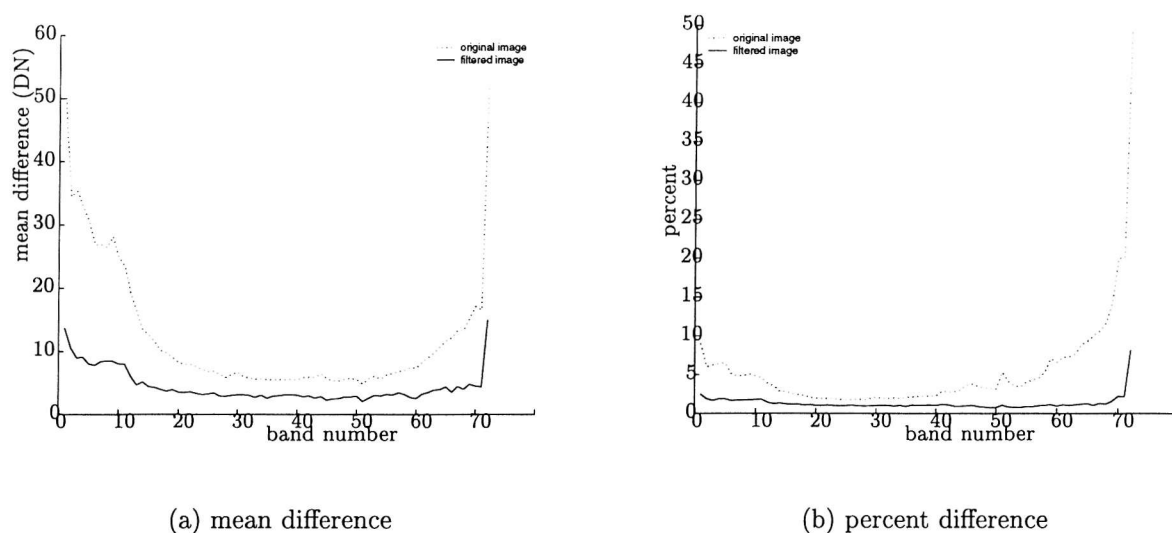 60
50
40
30
20
10
0
mean difference (DN)
original image
filtered image
0 10 20 30 40 50 60 70
band number
(a) mean difference
50
45
40
35
30
25
20
15
10
5
0
percent
original image
filtered image
0 10 20 30 40 50 60 70
band number
(b) percent difference